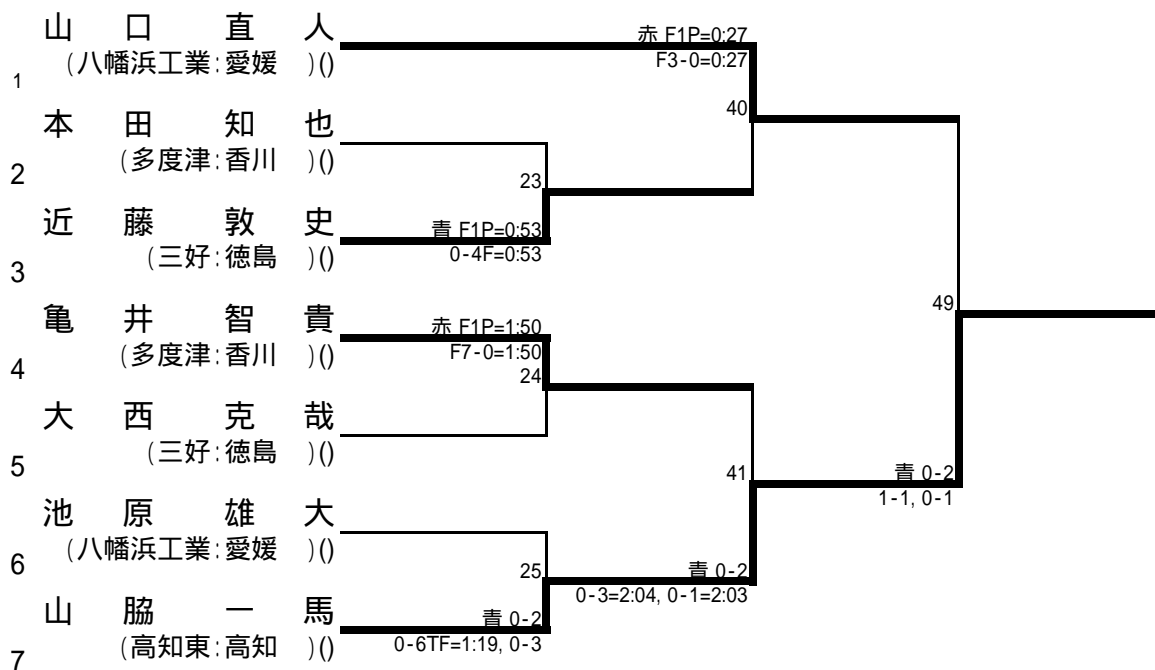 山口直人
(八幡浜工業:愛媛 )()
1
赤 F1P=0:27
F3-0=0:27
40
本田知也
(多度津:香川 )()
2
23
近藤敦史
(三好:徳島 )()
3
青 F1P=0:53
0-4F=0:53
49
亀井智貴
(多度津:香川 )()
4
赤 F1P=1:50
F7-0=1:50
24
大西克哉
(三好:徳島 )()
5
41
青 0-2
1-1, 0-1
池原雄大
(八幡浜工業:愛媛 )()
6
25
青 0-2
0-3=2:04, 0-1=2:03
山脇一馬
(高知東:高知 )()
7
青 0-2
0-6TF=1:19, 0-3